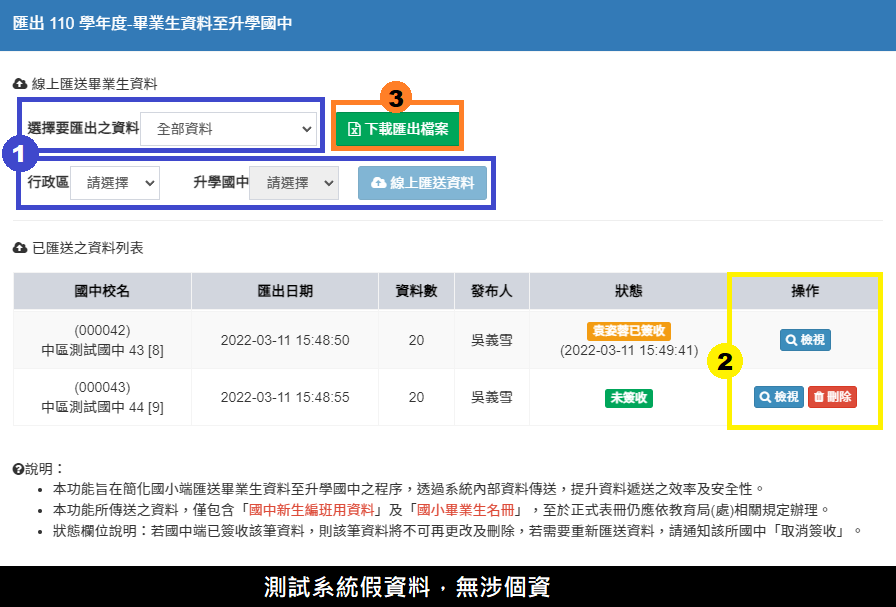 匯出 110 學年度-畢業生資料至升學國中
線上匯送畢業生資料
3
選擇要匯出之資料 全部資料 下載匯出檔案
1
行政區 請選擇 升學國中 請選擇 線上匯送資料
已匯送之資料列表
國中校名 匯出日期 資料數 發布人 狀態 操作
(000042)
中區測試國中 43 [8]
2022-03-11 15:48:50 20 吳義雪
袁姿蓉已簽收
(2022-03-11 15:49:41)
檢視
2
(000043)
中區測試國中 44 [9]
2022-03-11 15:48:55 20 吳義雪 未簽收 檢視 刪除
說明：
• 本功能旨在簡化國小端匯送畢業生資料至升學國中之程序，透過系統內部資料傳送，提升資料遞送之效率及安全性。
• 本功能所傳送之資料，僅包含「國中新生編班用資料」及「國小畢業生名冊」，至於正式表冊仍應依教育局(處)相關規定辦理。
• 狀態欄位說明：若國中端已簽收該筆資料，則該筆資料將不可再更改及刪除，若需要重新匯送資料，請通知該所國中「取消簽收」。
測試系統假資料，無涉個資